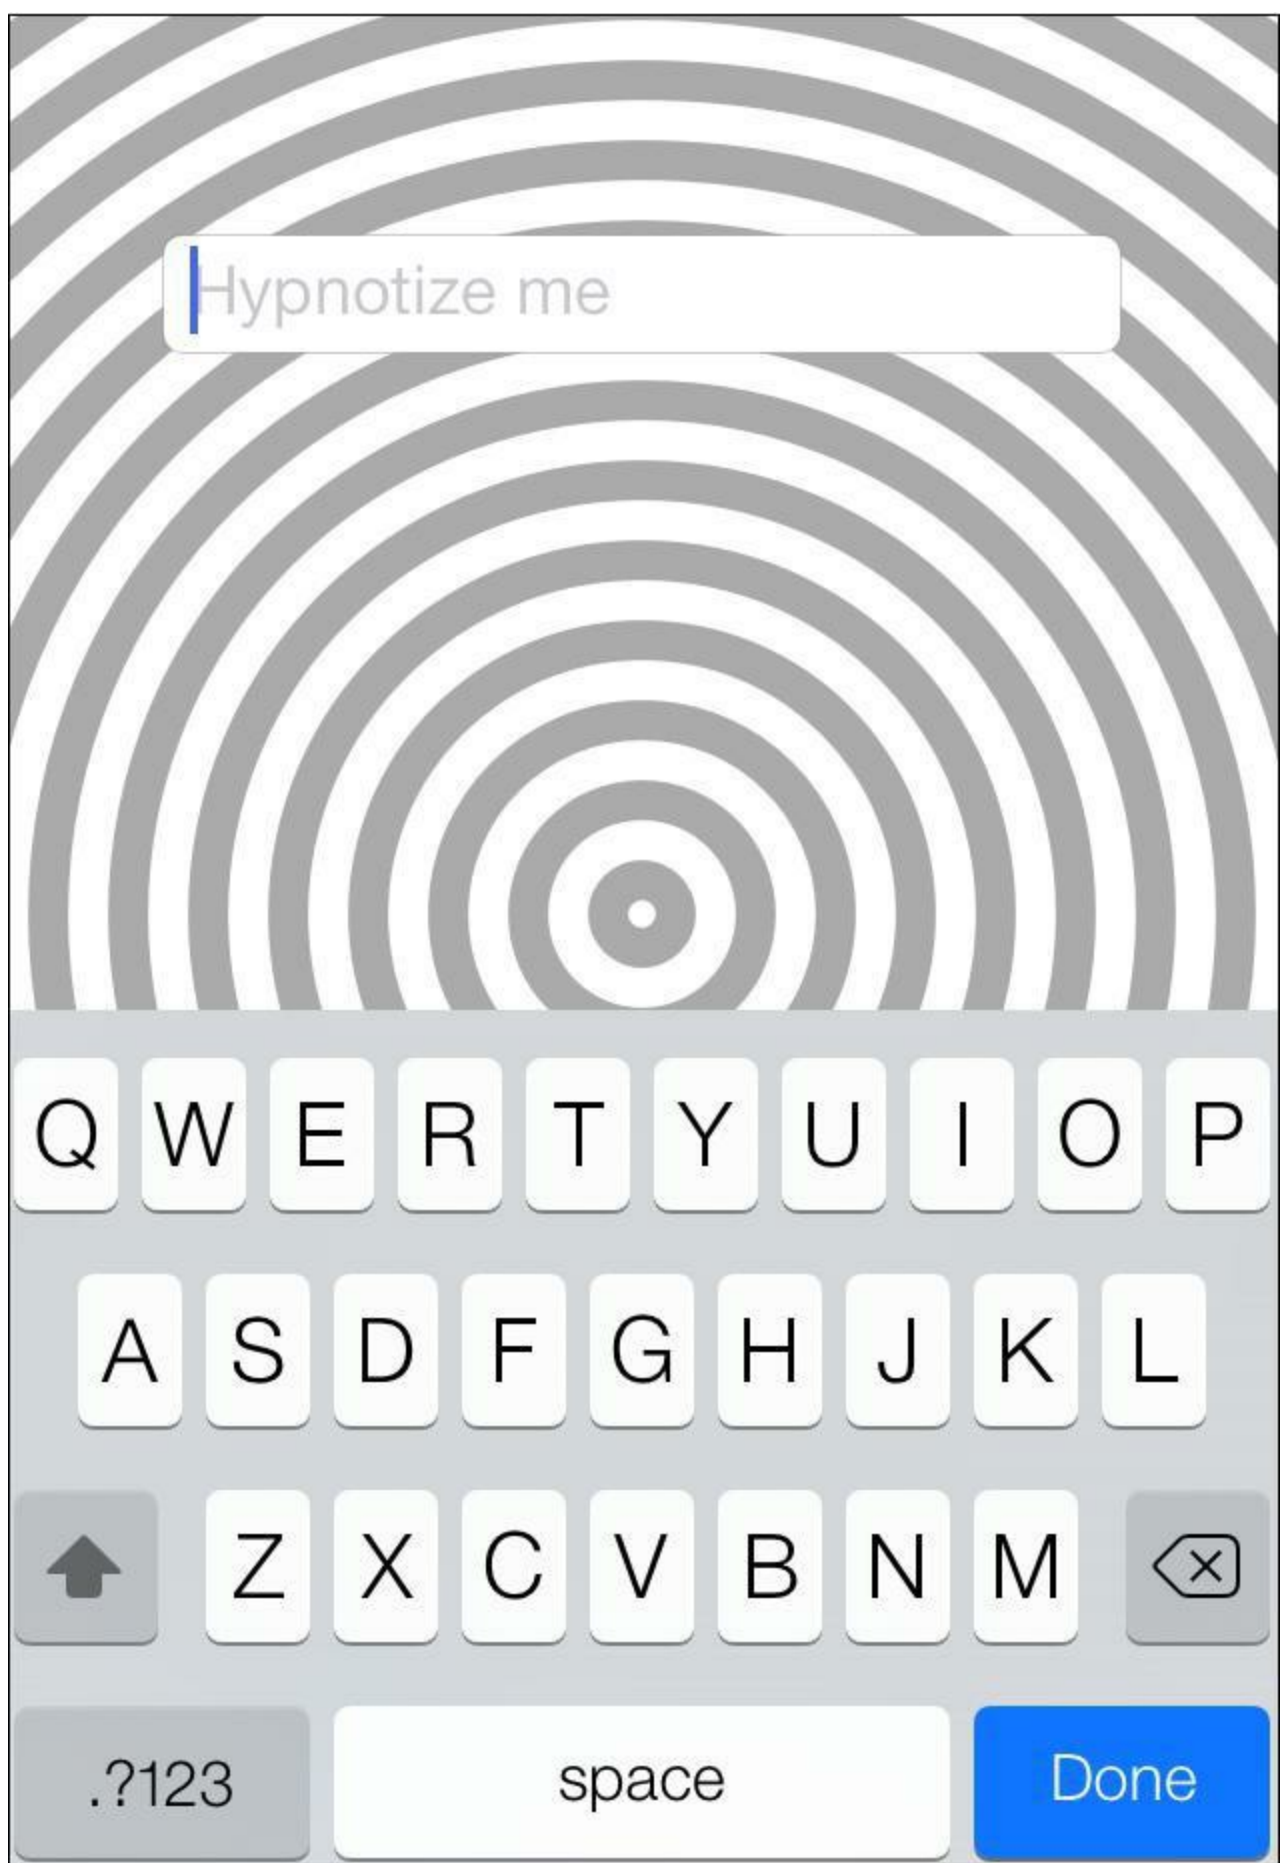 Hypnotize me
Q W E R T Y U I O P
A S D F G H J K L
Z X C V B N M
.?123 space Done